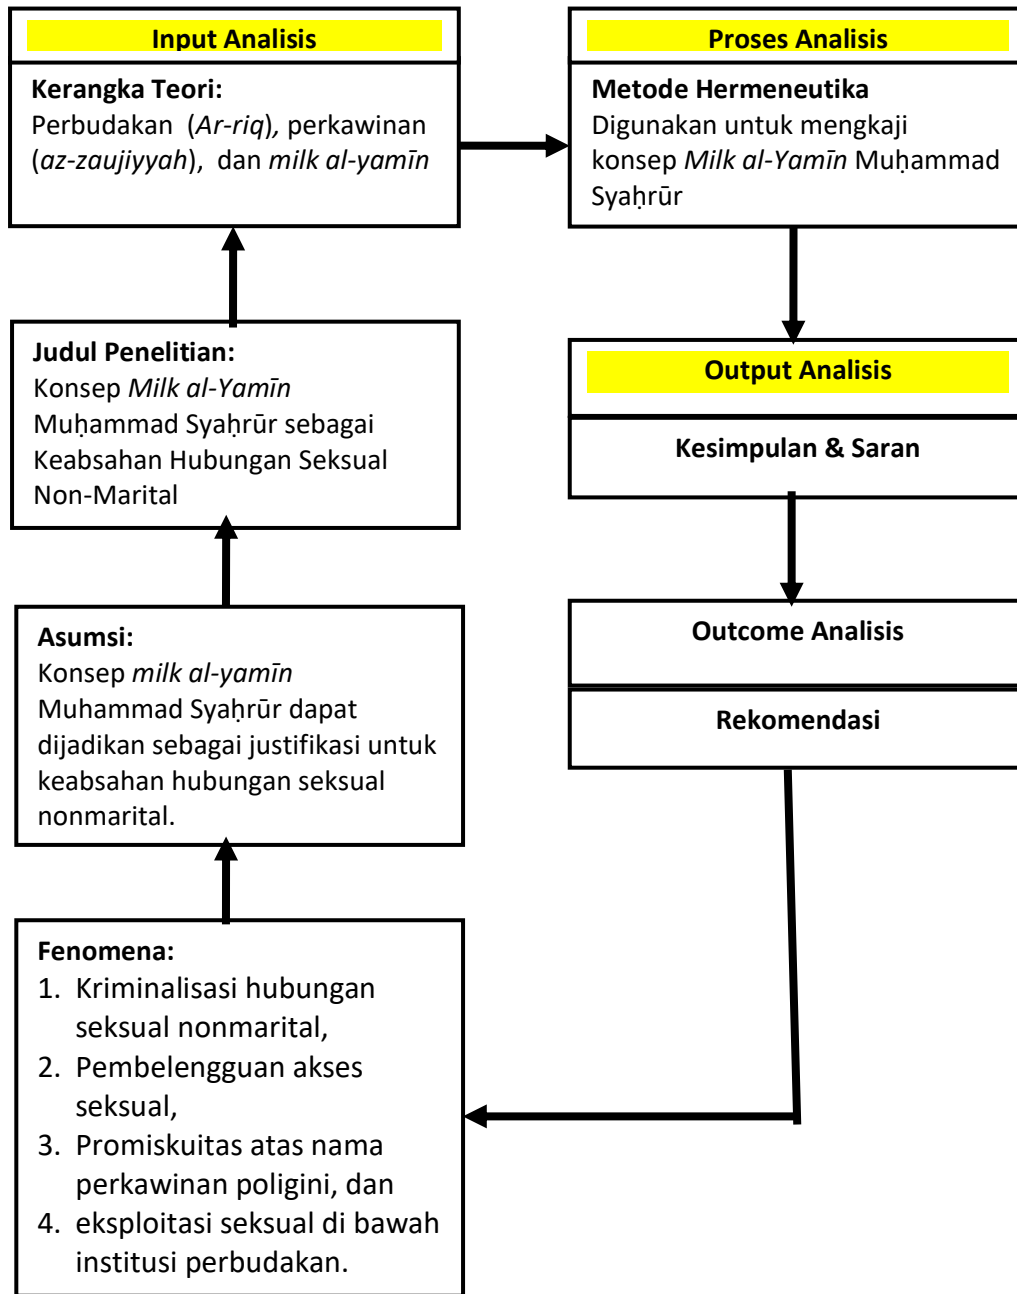 Input Analisis
Kerangka Teori:
Perbudakan (Ar-riq), perkawinan
(az-zaujiyyah), dan milk al-yamīn
Proses Analisis
Metode Hermeneutika
Digunakan untuk mengkaji
konsep Milk al-Yamīn Muḥammad
Syaḥrūr
Judul Penelitian:
Konsep Milk al-Yamīn
Muḥammad Syaḥrūr sebagai
Keabsahan Hubungan Seksual
Non-Marital
Output Analisis
Kesimpulan & Saran
Asumsi:
Konsep milk al-yamīn
Muhammad Syaḥrūr dapat
dijadikan sebagai justifikasi untuk
keabsahan hubungan seksual
nonmarital.
Outcome Analisis
Rekomendasi
Fenomena:
1. Kriminalisasi hubungan
seksual nonmarital,
2. Pembelengguan akses
seksual,
3. Promiskuitas atas nama
perkawinan poligini, dan
4. eksploitasi seksual di bawah
institusi perbudakan.